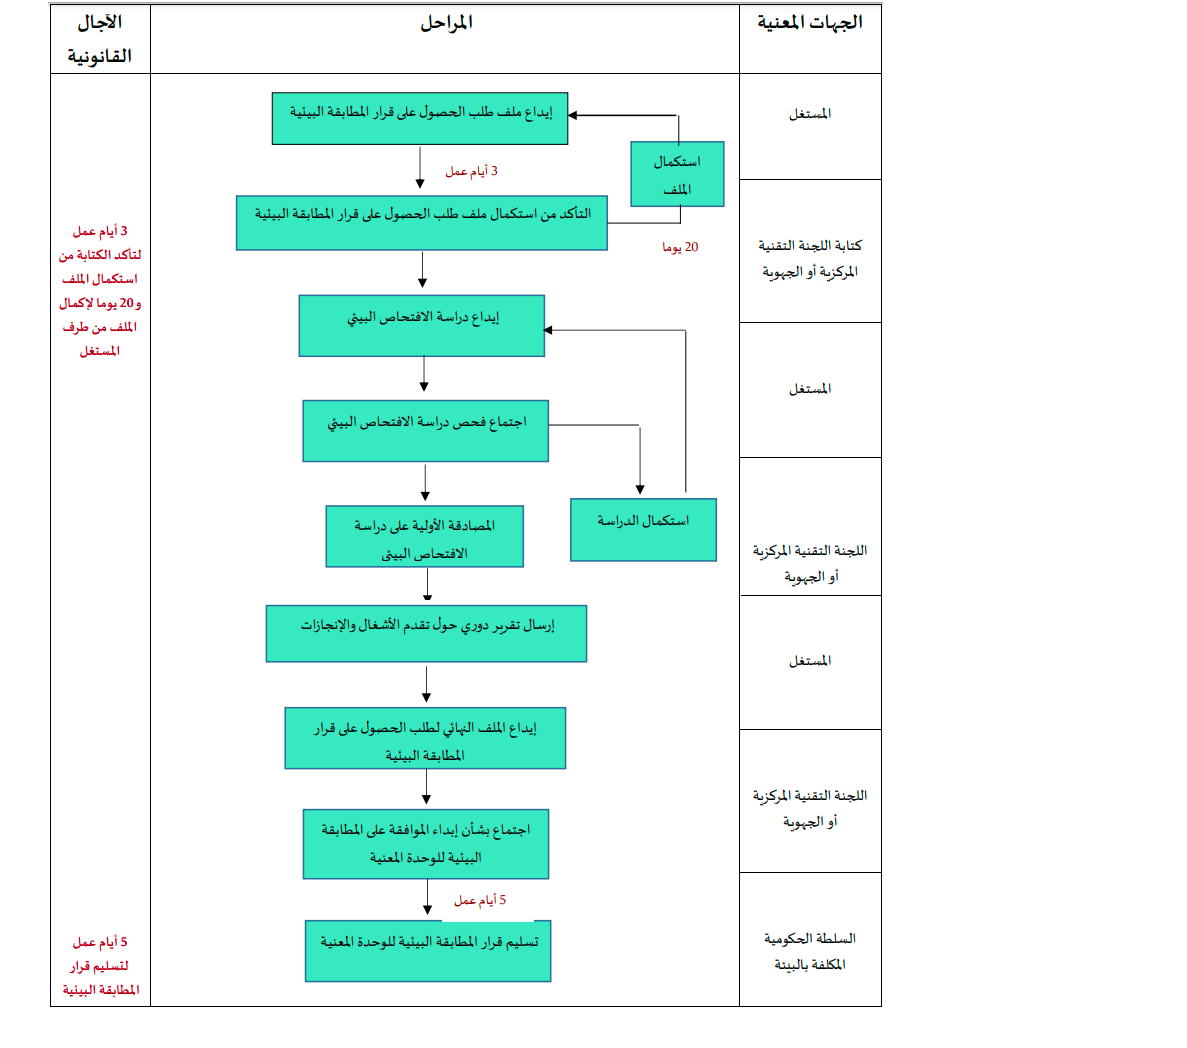 الجهات المعنية
المراحل
الآجال
القانونية
المستغل
إيداع ملف طلب الحصول على قرار المطابقة البيئية
استكمال
الملف
3 أيام عمل
كتابة اللجنة التقنية
المركزية أو الجهوية
التأكد من استكمال ملف طلب الحصول على قرار المطابقة البيئية
20 يوما
3 أيام عمل
لتأكد الكتابة من
استكمال الملف
و20 يوما لإكمال
الملف من طرف
المستغل
المستغل
إيداع دراسة الافتحاص البيئي
اجتماع فحص دراسة الافتحاص البيئي
اللجنة التقنية المركزية
أو الجهوية
استكمال الدراسة
المصادقة الأولية على دراسة
الافتحاص البيئي
المستغل
إرسال تقرير دوري حول تقدم الأشغال والإنجازات
إيداع الملف النهائي لطلب الحصول على قرار
المطابقة البيئية
اللجنة التقنية المركزية
أو الجهوية
اجتماع بشأن إبداء الموافقة على المطابقة
البيئية للوحدة المعنية
5 أيام عمل
السلطة الحكومية
المكلفة بالبيئة
تسليم قرار المطابقة البيئية للوحدة المعنية
5 أيام عمل
لتسليم قرار
المطابقة البيئية